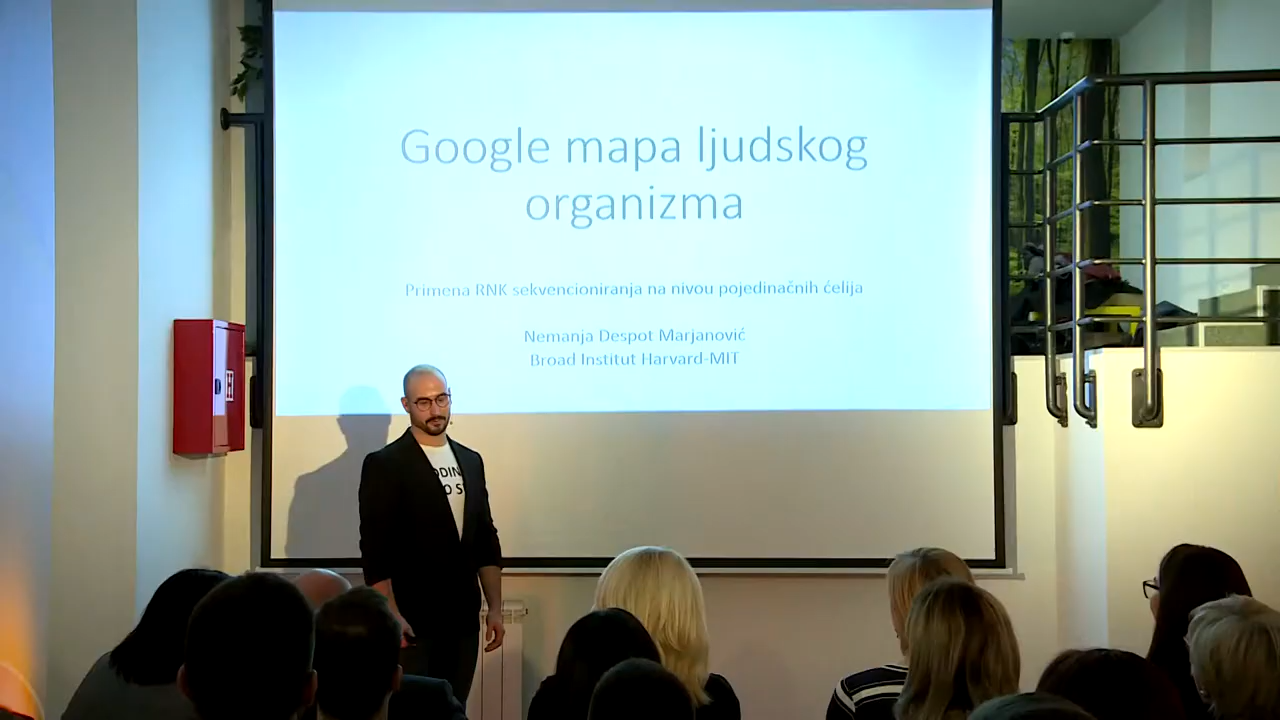 Google mapa ljudskog
organizma
Primena RNK sekvencioniranja na nivou pojedinačnih ćelija
Nemanja Despot Marjanović
Broad Institut Harvard-MIT
H